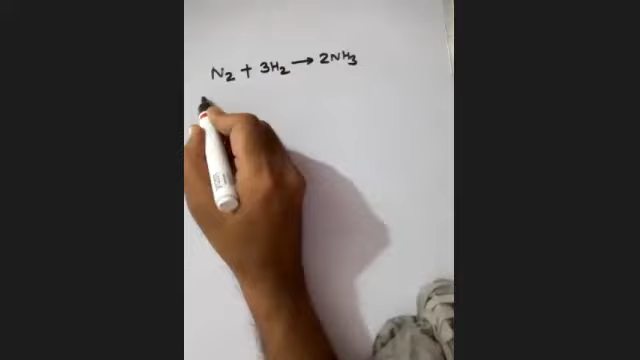 N₂ + 3H₂ → 2NH₃